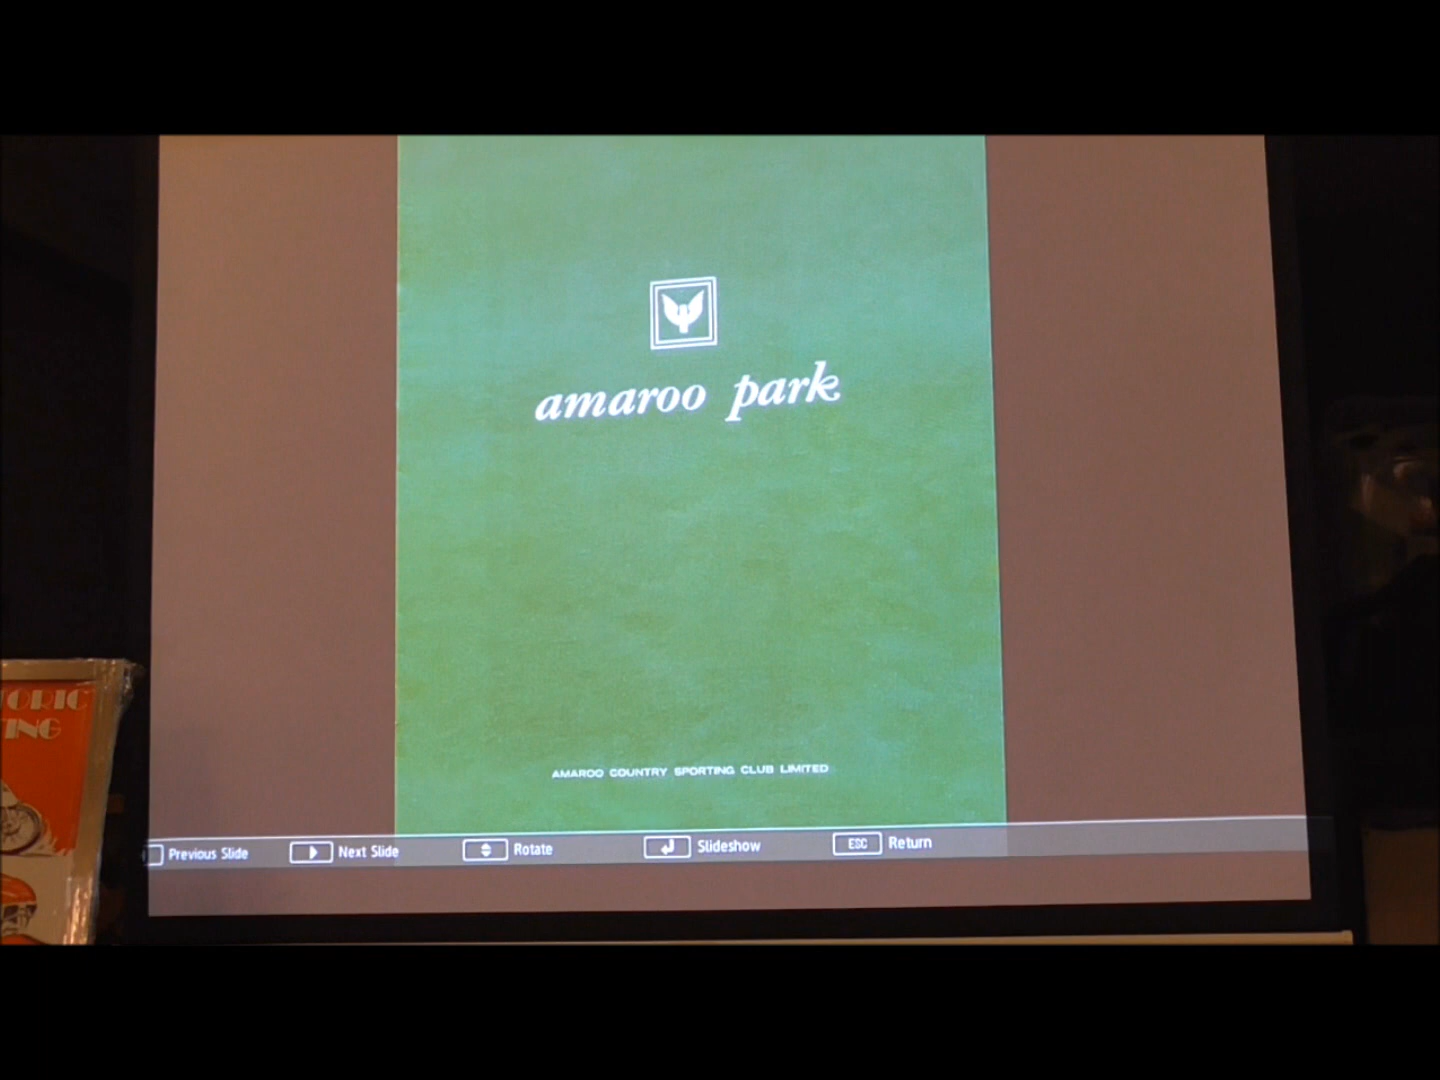 amaroo park
AMAROO COUNTRY SPORTING CLUB LIMITED
Previous Slide
Next Slide
Rotate
Slideshow
ESC Return